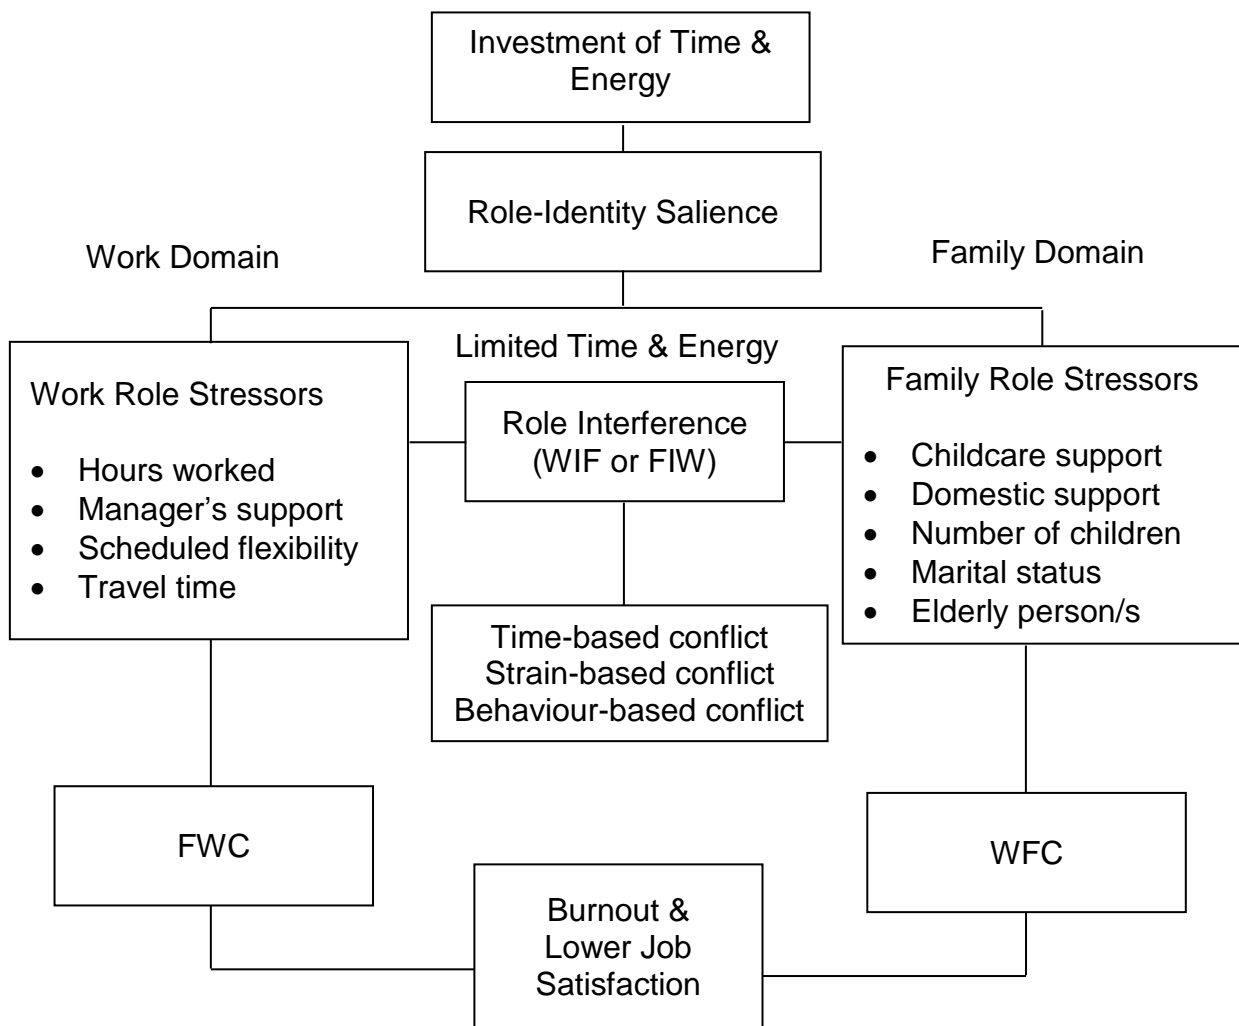 Investment of Time &
Energy
Role-Identity Salience
Work Domain
Family Domain
Limited Time & Energy
Work Role Stressors
• Hours worked
• Manager’s support
• Scheduled flexibility
• Travel time
Role Interference
(WIF or FIW)
Family Role Stressors
• Childcare support
• Domestic support
• Number of children
• Marital status
• Elderly person/s
Time-based conflict
Strain-based conflict
Behaviour-based conflict
FWC
WFC
Burnout &
Lower Job
Satisfaction